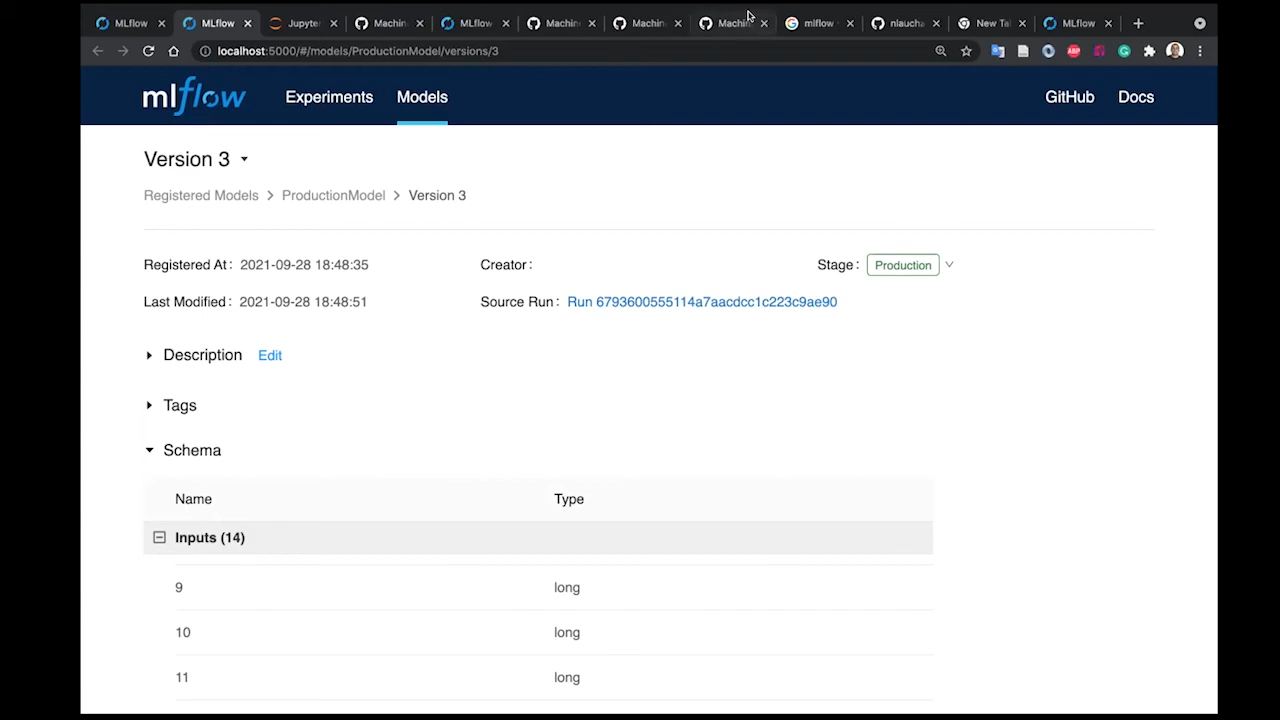 MLflow MLflow Jupyter Machin MLflow Machin Machin Machin mlflow nlaucha New Tab MLflow
localhost:5000/#/models/ProductionModel/versions/3
mlflow Experiments Models GitHub Docs
Version 3
Registered Models > ProductionModel > Version 3
Registered At: 2021-09-28 18:48:35 Creator: Stage: Production
Last Modified: 2021-09-28 18:48:51 Source Run: Run 6793600555114a7aacdcc1c223c9ae90
Description Edit
Tags
Schema
Name Type
Inputs (14)
9 long
10 long
11 long